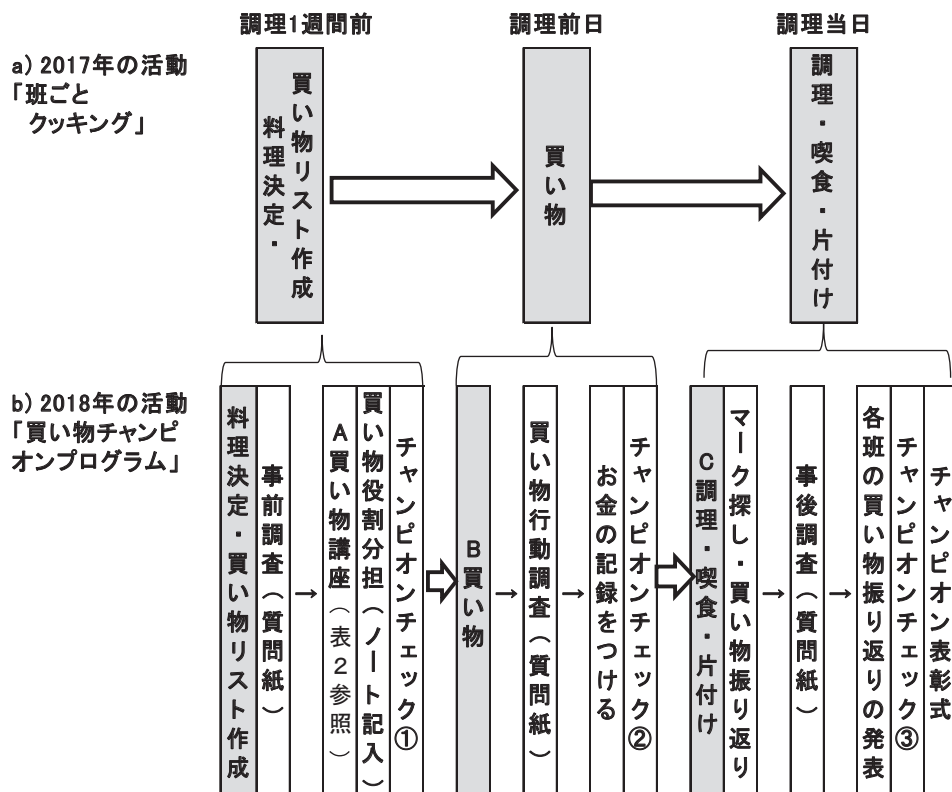 調理1週間前
調理前日
調理当日
a) 2017年の活動
「班ごと
クッキング」
買い物リスト作成
料理決定・
買い物
調理・喫食・片付け
b) 2018年の活動
「買い物チャンピ
オンプログラム」
料理決定・買い物リスト作成
事前調査(質問紙)
→
A買い物講座(表2参照)
買い物役割分担(ノート記入)
チャンピオンチェック①
B買い物
→
買い物行動調査(質問紙)
→
お金の記録をつける
チャンピオンチェック②
C調理・喫食・片付け
マーク探し・買い物振り返り
→
事後調査(質問紙)
→
各班の買い物振り返りの発表
チャンピオンチェック③
チャンピオン表彰式